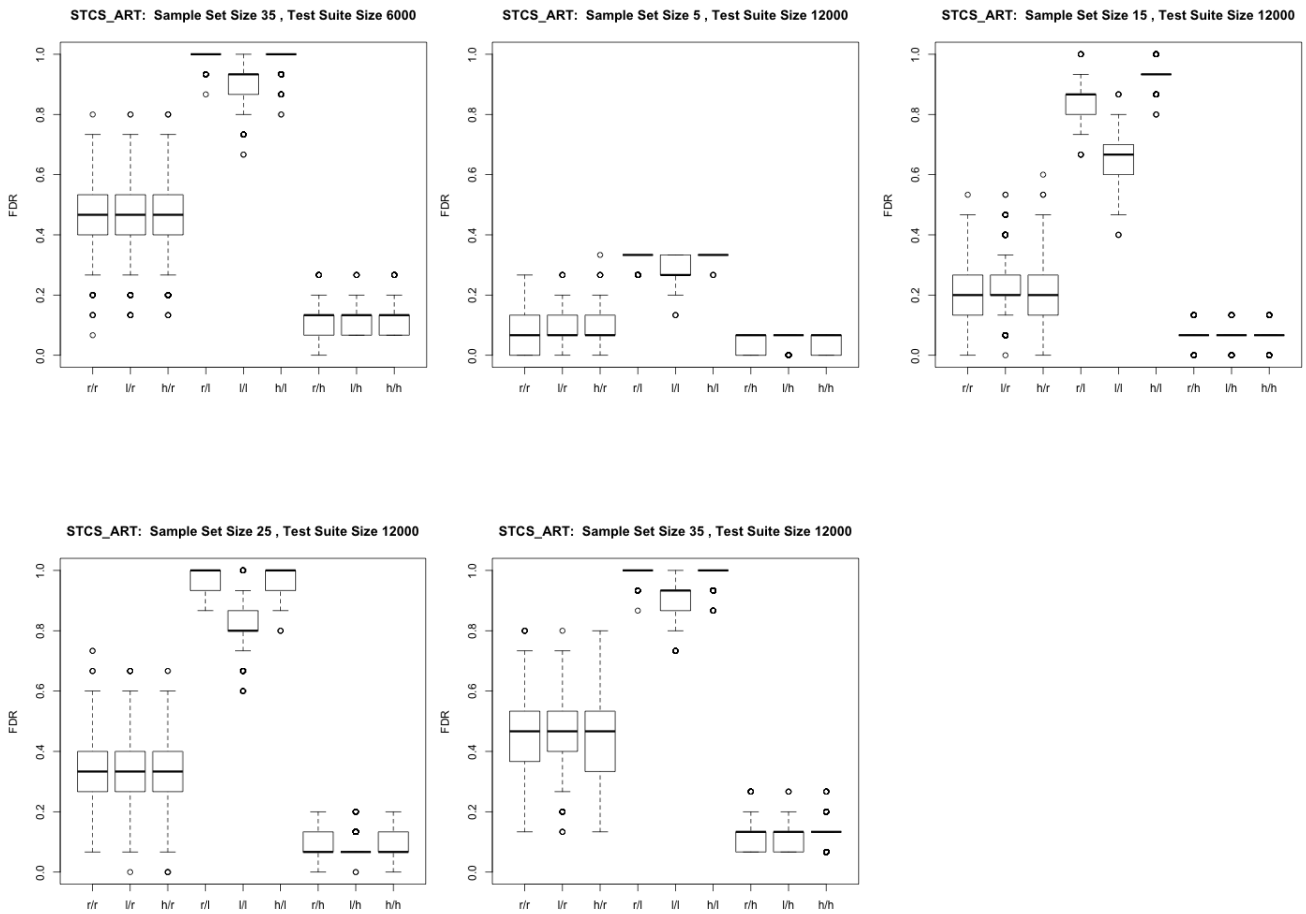 STCS_ART: Sample Set Size 35 , Test Suite Size 6000
FDR
1.0
0.8
0.6
0.4
0.2
0.0
r/r l/r h/r r/l l/l h/l r/h l/h h/h
STCS_ART: Sample Set Size 5 , Test Suite Size 12000
FDR
1.0
0.8
0.6
0.4
0.2
0.0
r/r l/r h/r r/l l/l h/l r/h l/h h/h
STCS_ART: Sample Set Size 15 , Test Suite Size 12000
FDR
1.0
0.8
0.6
0.4
0.2
0.0
r/r l/r h/r r/l l/l h/l r/h l/h h/h
STCS_ART: Sample Set Size 25 , Test Suite Size 12000
FDR
1.0
0.8
0.6
0.4
0.2
0.0
r/r l/r h/r r/l l/l h/l r/h l/h h/h
STCS_ART: Sample Set Size 35 , Test Suite Size 12000
FDR
1.0
0.8
0.6
0.4
0.2
0.0
r/r l/r h/r r/l l/l h/l r/h l/h h/h